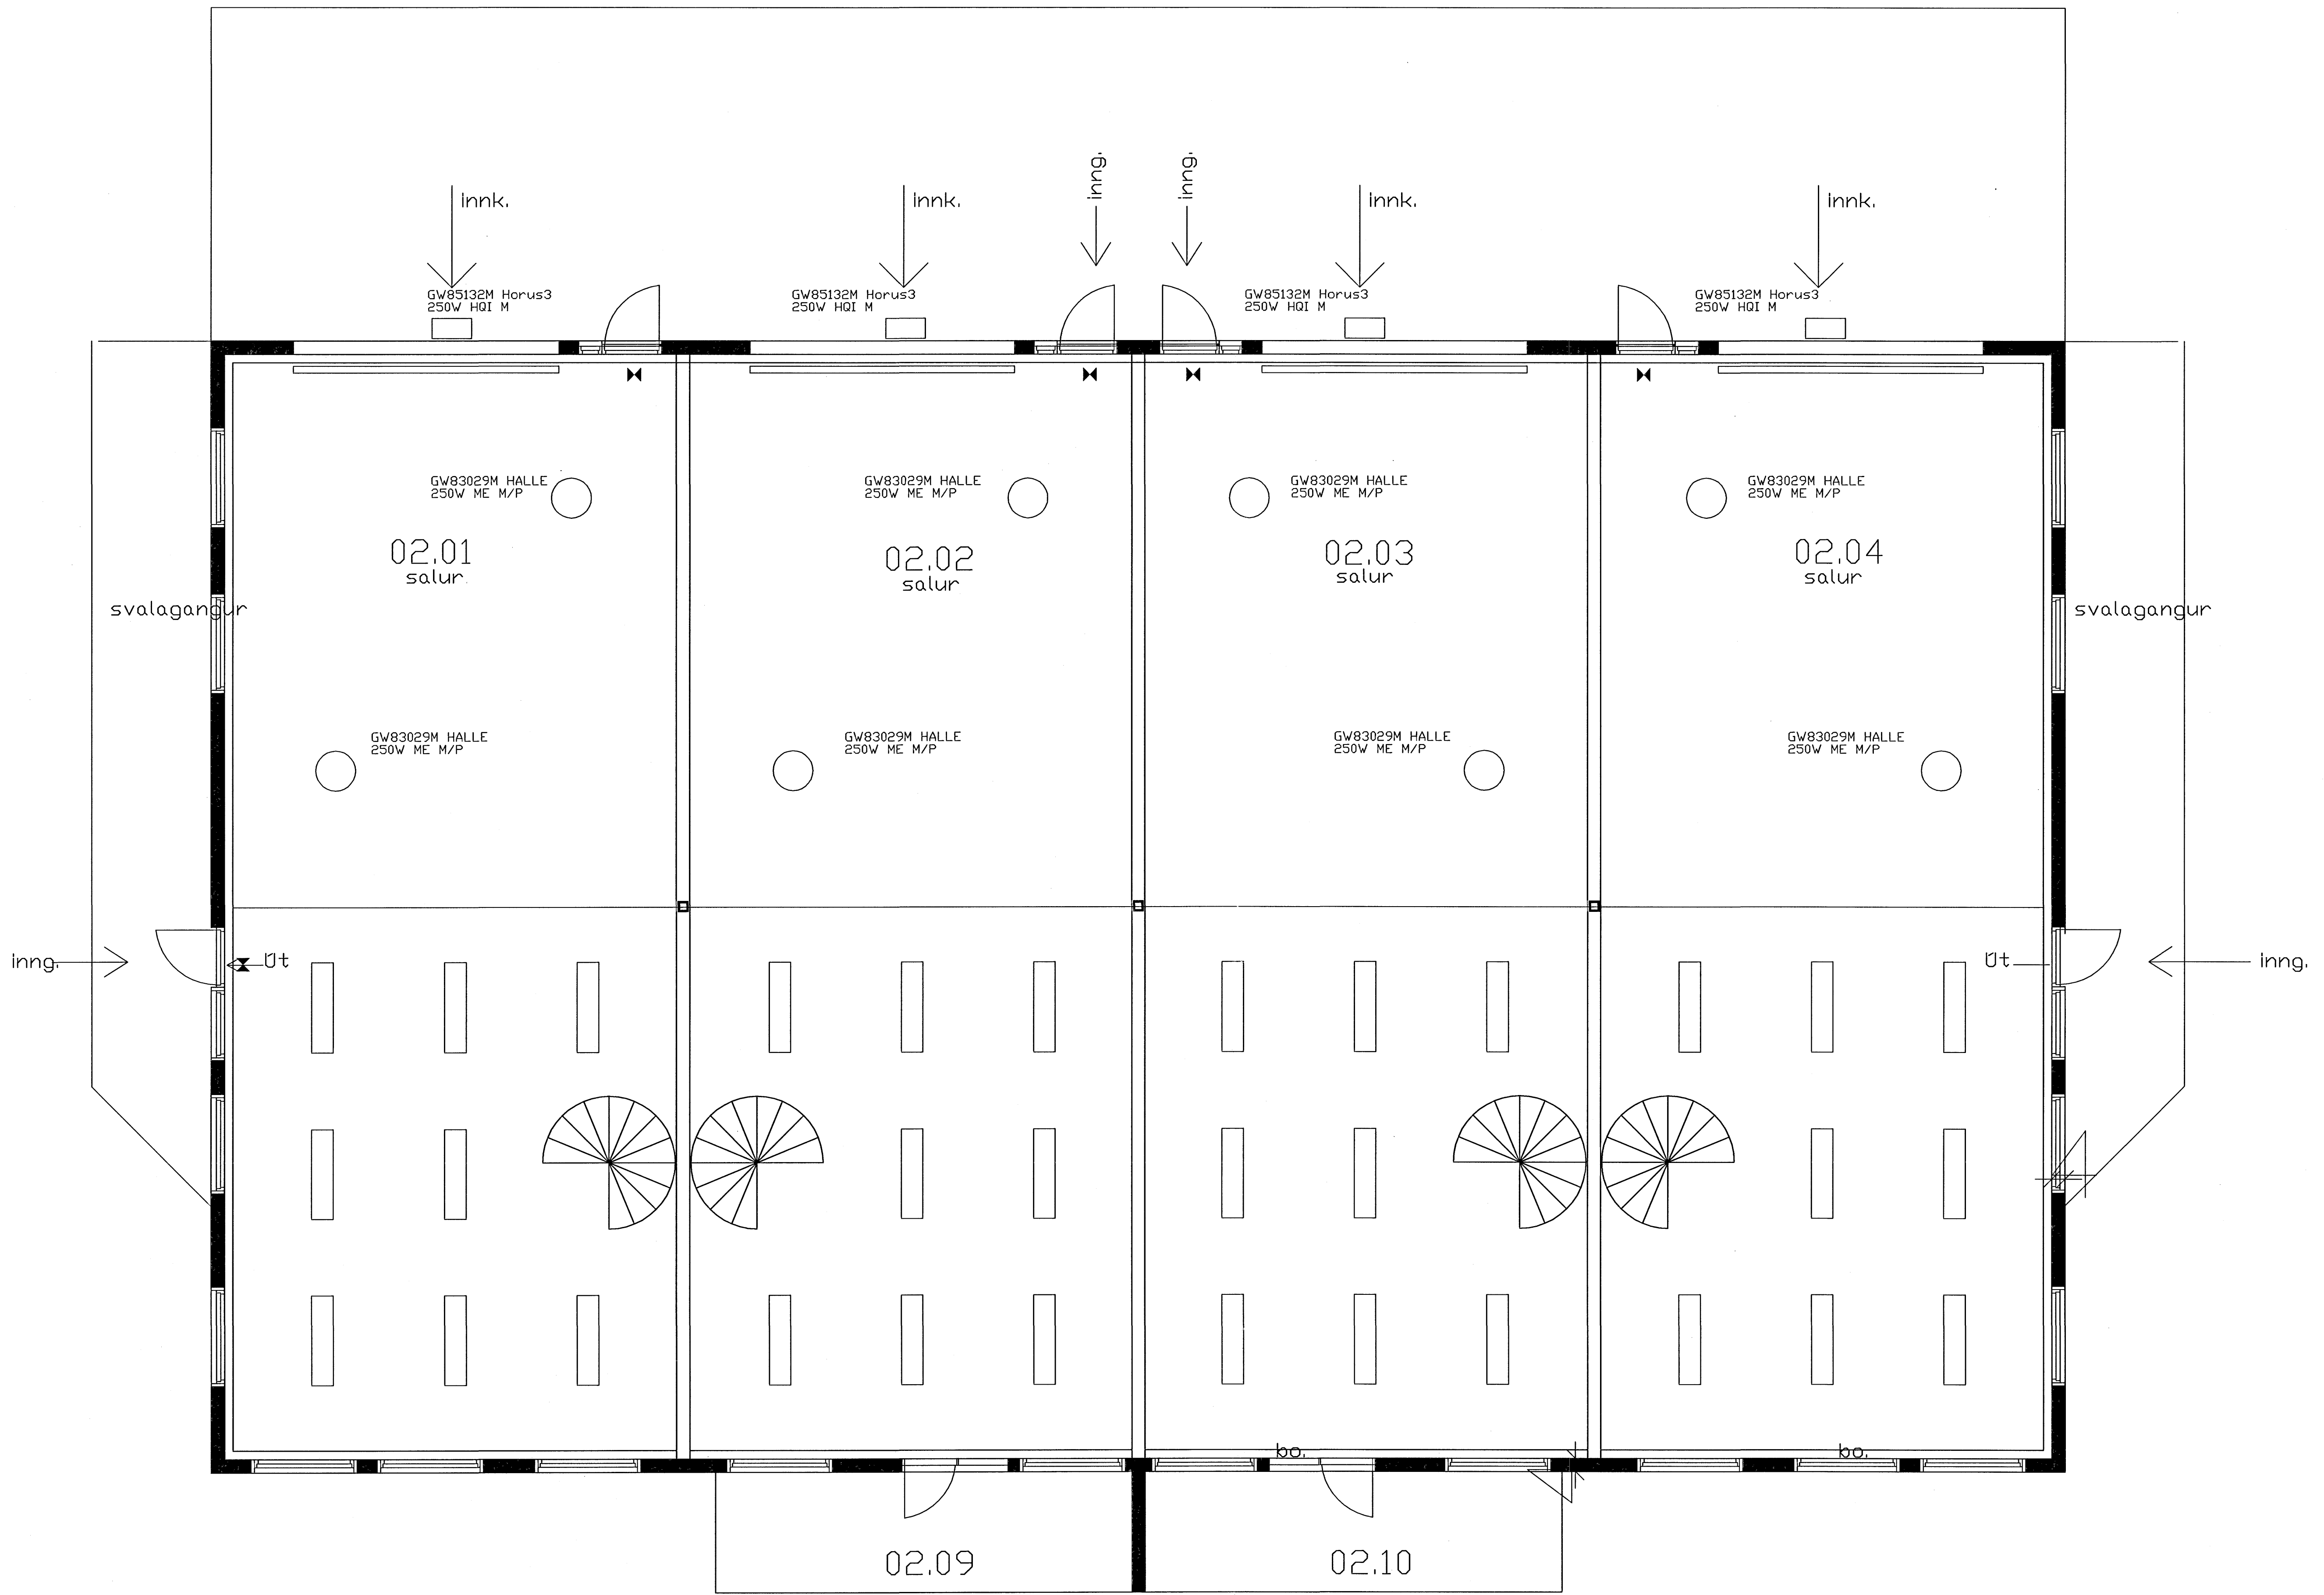 inng.
inng.
innk.
innk.
innk.
innk.
GW85132M Horus3
250W HQI M
GW85132M Horus3
250W HQI M
GW85132M Horus3
250W HQI M
GW85132M Horus3
250W HQI M
GW83029M HALLE
250W ME M/P
GW83029M HALLE
250W ME M/P
GW83029M HALLE
250W ME M/P
GW83029M HALLE
250W ME M/P
02.01
salur
02.02
salur
02.03
salur
02.04
salur
svalagangur
svalagangur
GW83029M HALLE
250W ME M/P
GW83029M HALLE
250W ME M/P
GW83029M HALLE
250W ME M/P
GW83029M HALLE
250W ME M/P
inng.
Út
Út
inng.
bo.
bo.
02.09
02.10